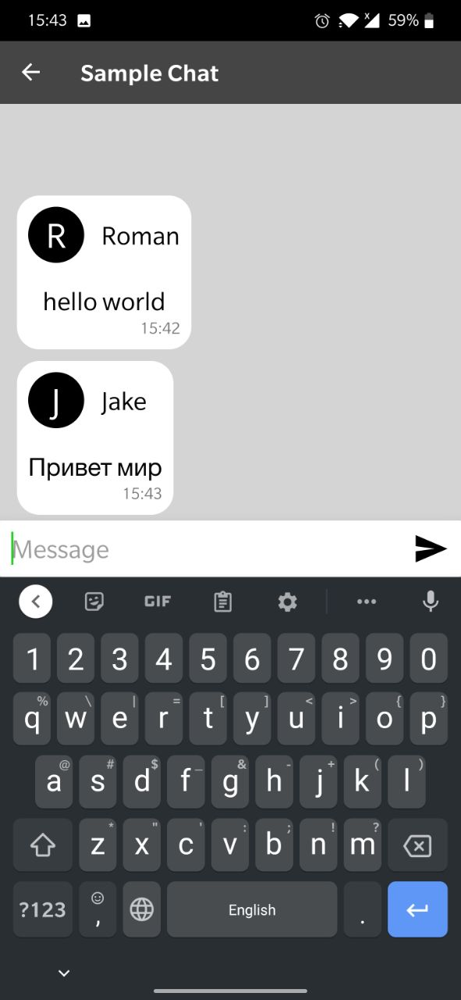 15:43 59%
Sample Chat
R Roman
hello world
15:42
J Jake
Привет мир
15:43
Message
GIF
1 2 3 4 5 6 7 8 9 0
% \ | = [ ] < > { }
q w e r t y u i o p
@ # $ _ & - + ( )
a s d f g h j k l
* " ' : ; ! ?
z x c v b n m
?123 , English .